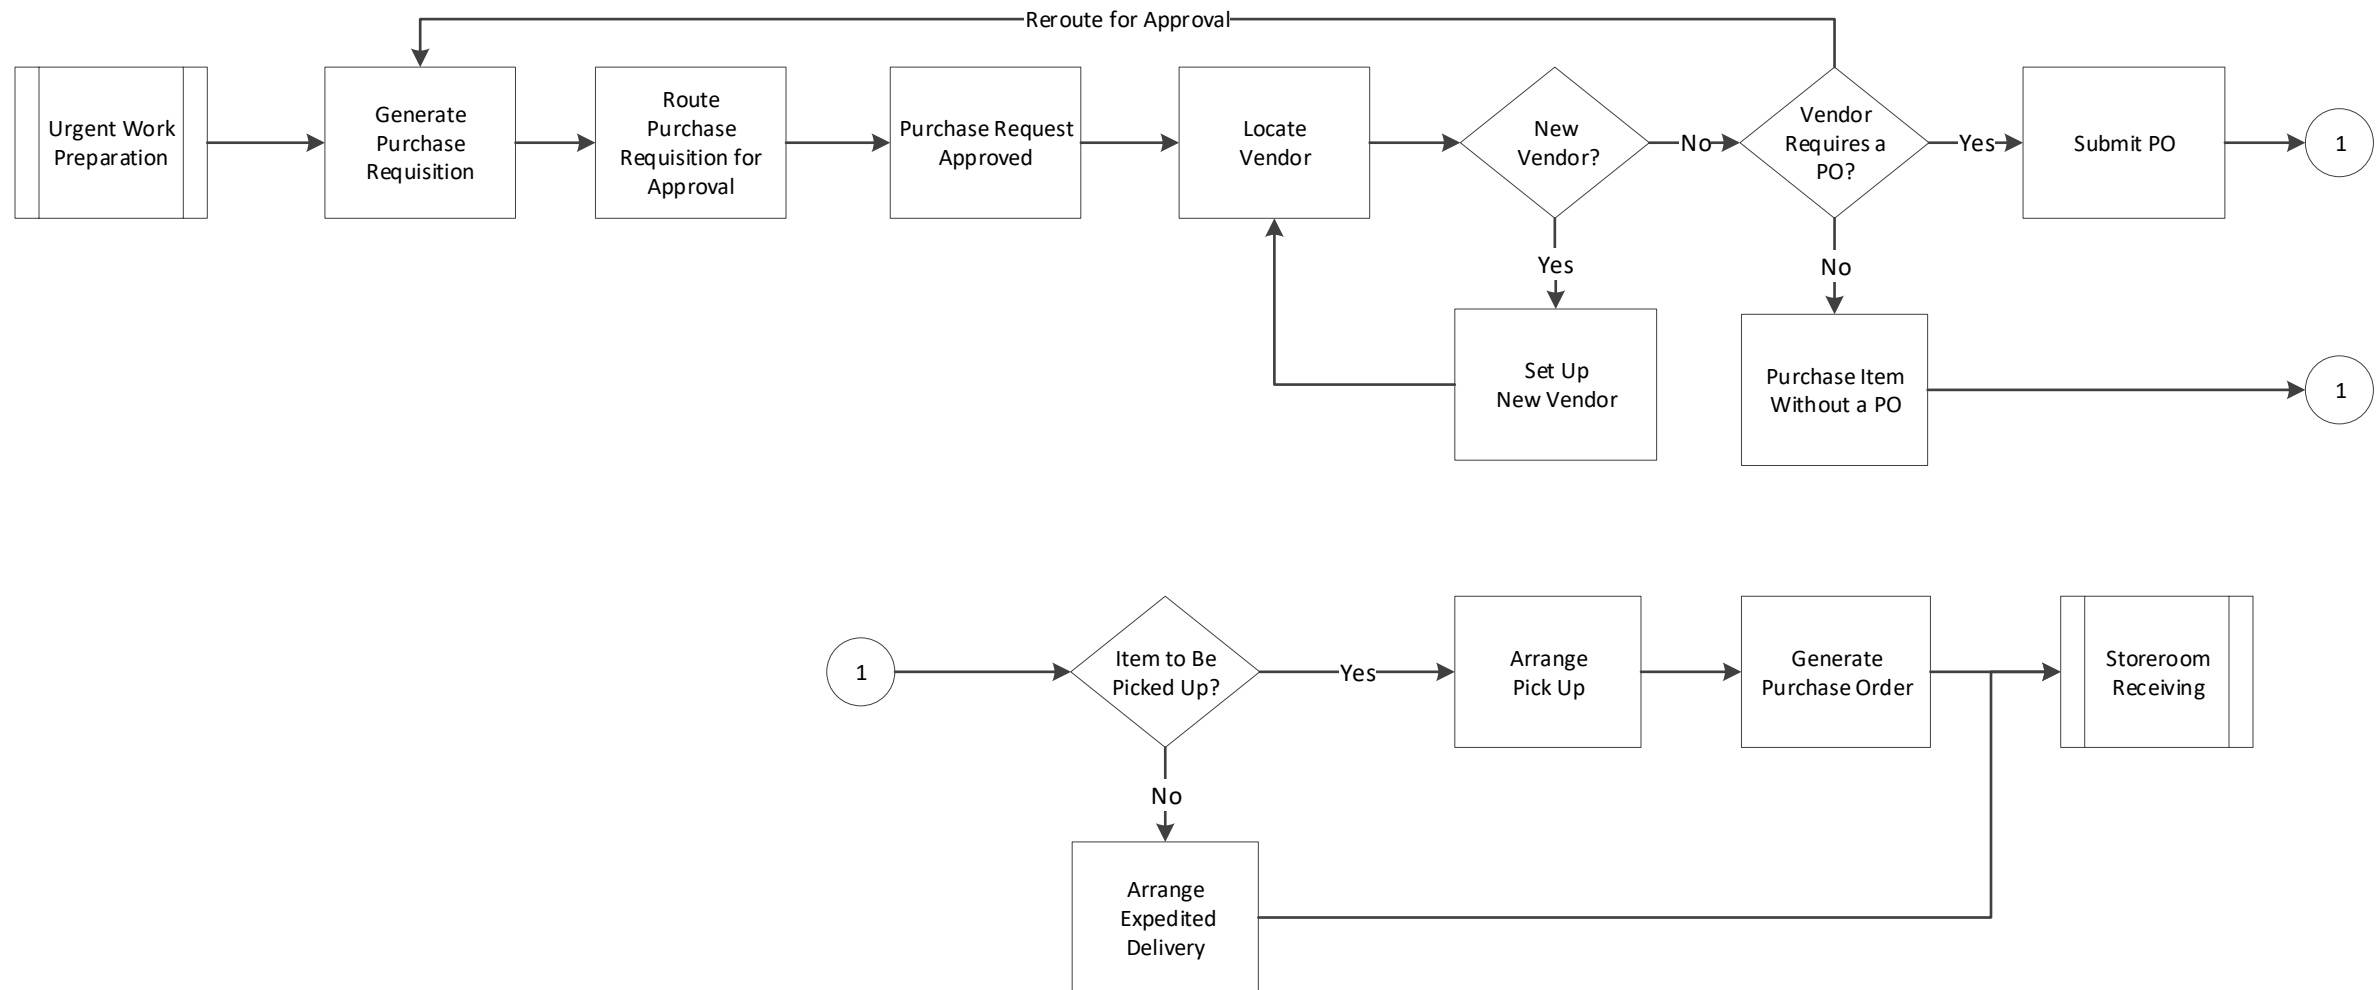 Reroute for Approval
Urgent Work
Preparation
Generate
Purchase
Requisition
Route
Purchase
Requisition for
Approval
Purchase Request
Approved
Locate
Vendor
New
Vendor?
No
Vendor
Requires a
PO?
Yes
Submit PO
1
Yes
No
Set Up
New Vendor
Purchase Item
Without a PO
1
1
Item to Be
Picked Up?
Yes
Arrange
Pick Up
Generate
Purchase Order
Storeroom
Receiving
No
Arrange
Expedited
Delivery